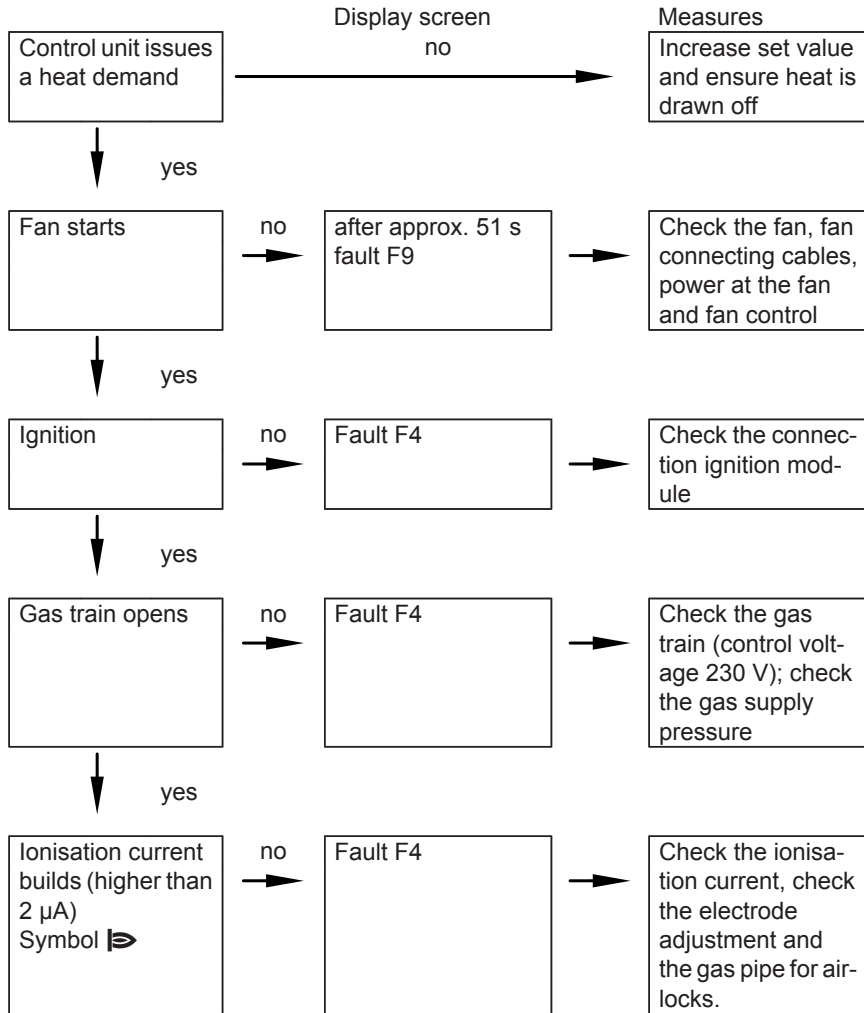 Display screen
Measures
Control unit issues
a heat demand
no
Increase set value
and ensure heat is
drawn off
yes
Fan starts
no
after approx. 51 s
fault F9
Check the fan, fan
connecting cables,
power at the fan
and fan control
yes
Ignition
no
Fault F4
Check the connec-
tion ignition mod-
ule
yes
Gas train opens
no
Fault F4
Check the gas
train (control volt-
age 230 V); check
the gas supply
pressure
yes
Ionisation current
builds (higher than
2 µA)
Symbol
no
Fault F4
Check the ionisa-
tion current, check
the electrode
adjustment and
the gas pipe for air-
locks.